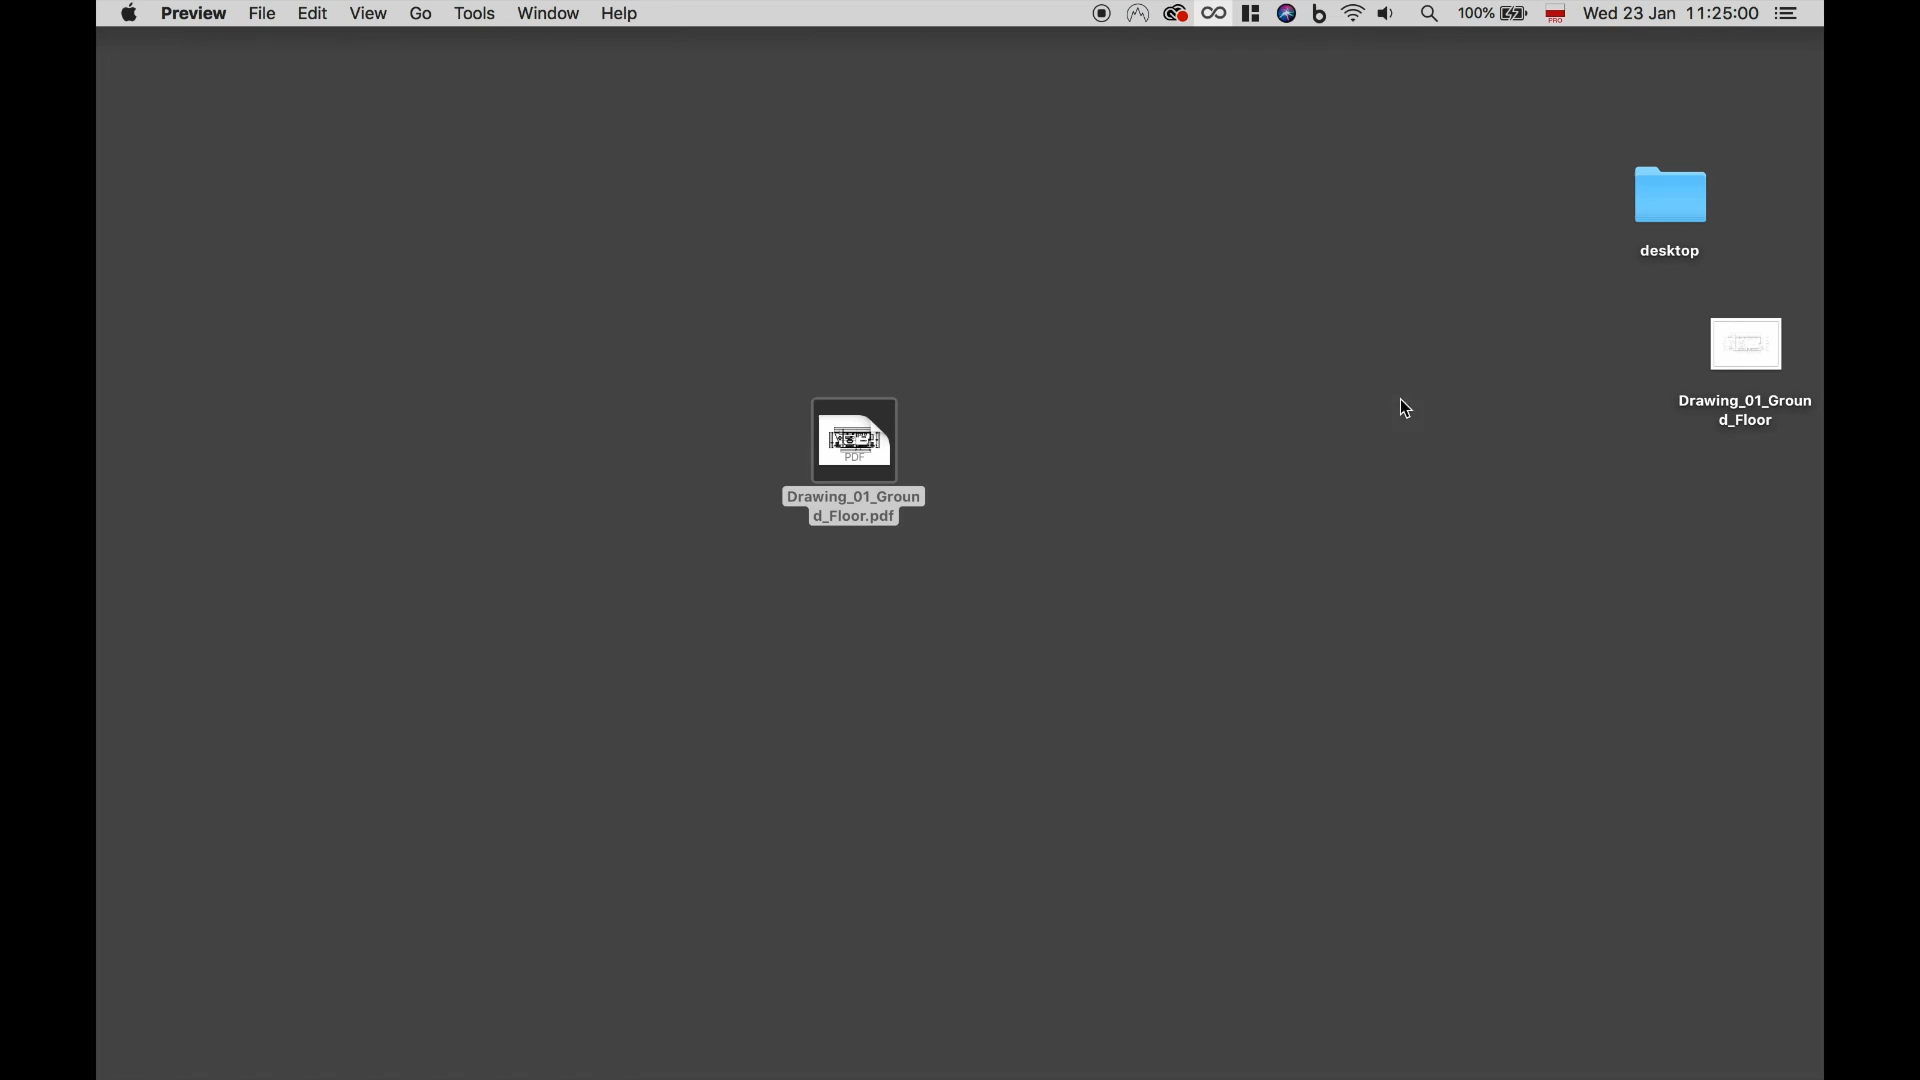 Preview File Edit View Go Tools Window Help 100% PRO Wed 23 Jan 11:25:00
desktop
Drawing_01_Groun
d_Floor
PDF
Drawing_01_Groun
d_Floor.pdf